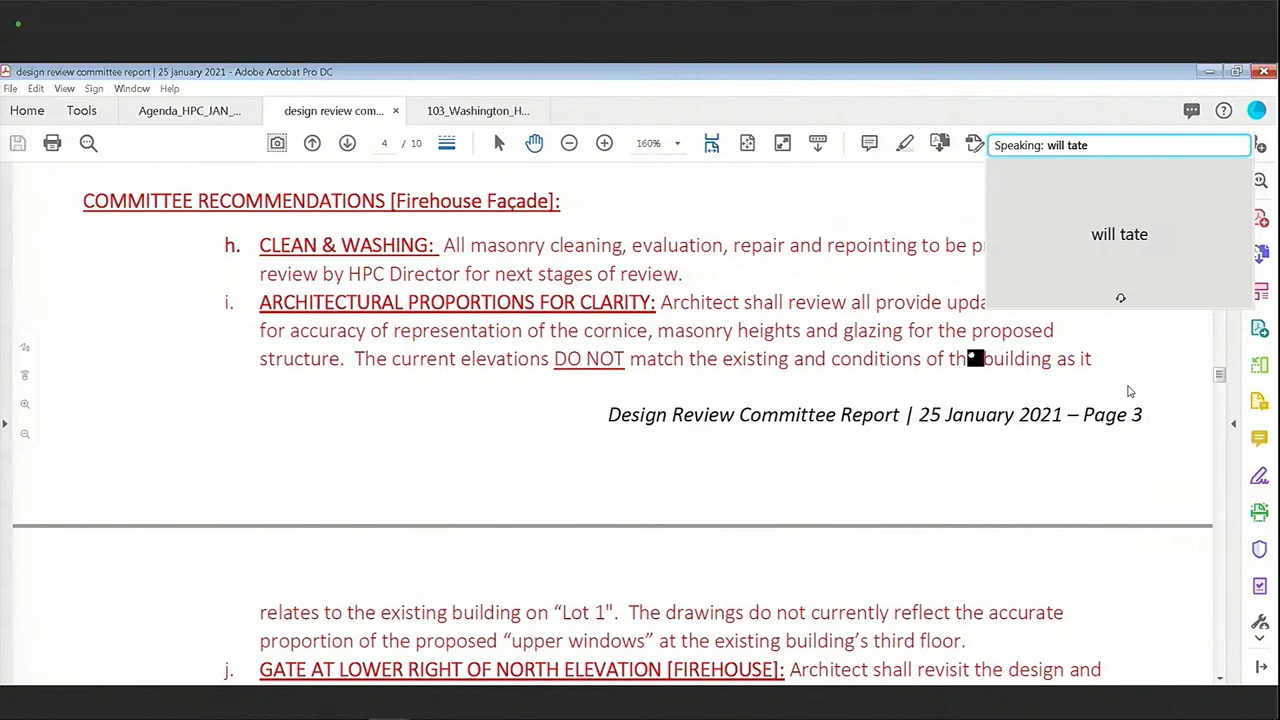 design review committee report | 25 january 2021 - Adobe Acrobat Pro DC
File Edit View Sign Window Help
Home Tools Agenda_HPC_JAN_... design review com... × 103_Washington_H...
4 / 10 160%
Speaking: will tate
will tate
COMMITTEE RECOMMENDATIONS [Firehouse Façade]:
h. CLEAN & WASHING: All masonry cleaning, evaluation, repair and repointing to be
review by HPC Director for next stages of review.
i. ARCHITECTURAL PROPORTIONS FOR CLARITY: Architect shall review all provide
for accuracy of representation of the cornice, masonry heights and glazing for the proposed
structure. The current elevations DO NOT match the existing and conditions of building as it
Design Review Committee Report | 25 January 2021 – Page 3
relates to the existing building on “Lot 1". The drawings do not currently reflect the accurate
proportion of the proposed “upper windows” at the existing building’s third floor.
j. GATE AT LOWER RIGHT OF NORTH ELEVATION [FIREHOUSE]: Architect shall revisit the design and